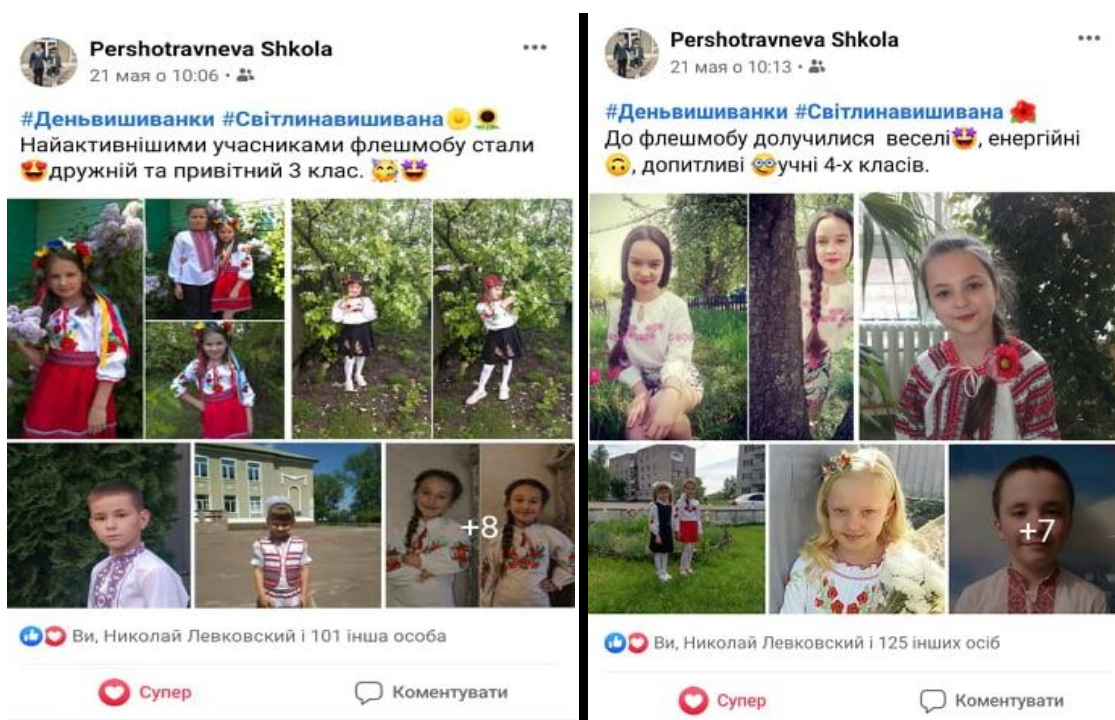 Pershotravneva Shkola
21 мая о 10:06
#Деньвишиванки #Світлинавишивана
Найактивнішими учасниками флешмобу стали
дружній та привітний 3 клас.
+8
Ви, Николай Левковский і 101 інша особа
Супер
Коментувати
Pershotravneva Shkola
21 мая о 10:13
#Деньвишиванки #Світлинавишивана
До флешмобу долучилися веселі, енергійні
, допитливі учні 4-х класів.
+7
Ви, Николай Левковский і 125 інших осіб
Супер
Коментувати